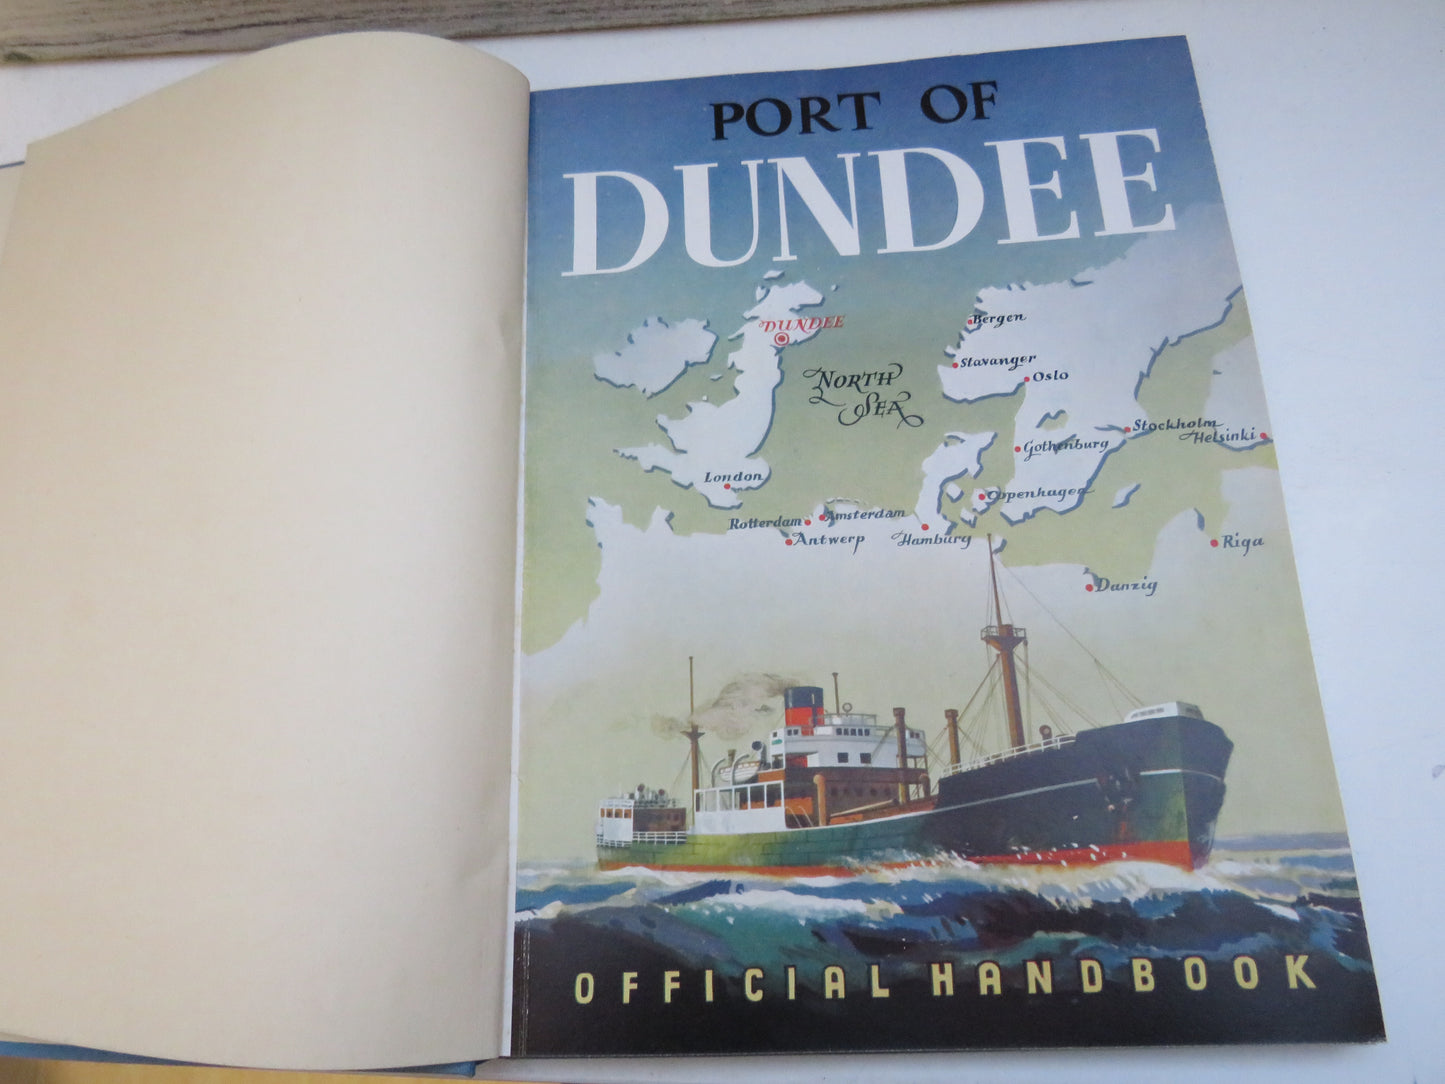 PORT OF
DUNDEE
DUNDEE
Bergen
NORTH
SEA
Stavanger
Oslo
Stockholm
Helsinki
Gothenburg
London
Copenhagen
Rotterdam
Amsterdam
Antwerp
Hamburg
Riga
Danzig
OFFICIAL HANDBOOK